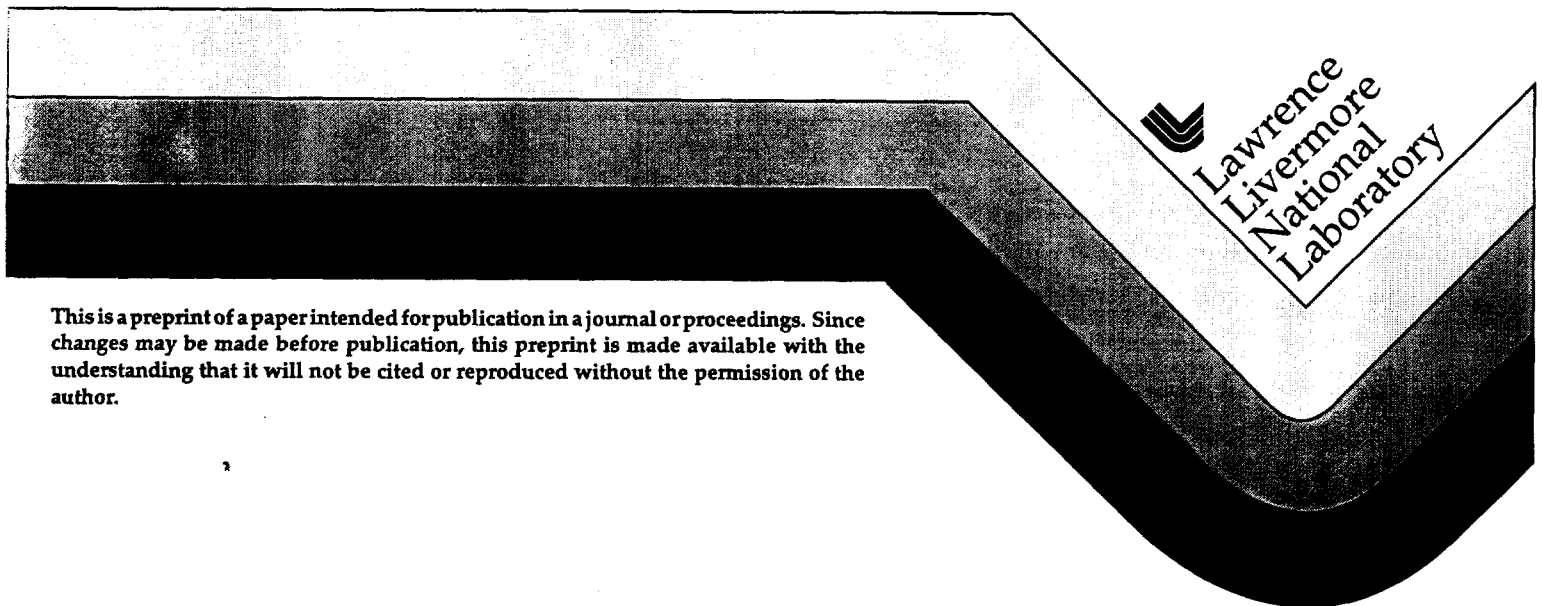 Lawrence
Livermore
National
Laboratory
This is a preprint of a paper intended for publication in a journal or proceedings. Since
changes may be made before publication, this preprint is made available with the
understanding that it will not be cited or reproduced without the permission of the
author.